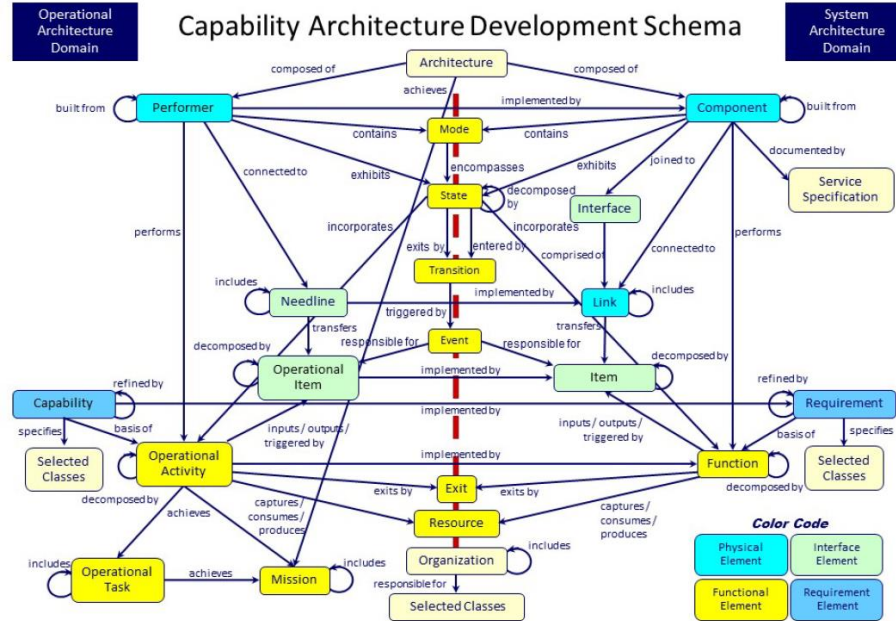 Operational
Architecture
Domain
Capability Architecture Development Schema
System
Architecture
Domain
Architecture
composed of
composed of
achieves
built from
Performer
implemented by
Component
built from
Mode
contains
contains
encompasses
connected to
exhibits
exhibits
joined to
documented by
State
decomposed
by
Interface
Service
Specification
performs
incorporates
incorporates
exits by
entered by
comprised of
connected to
performs
Transition
includes
Needline
implemented by
Link
includes
triggered by
transfers
transfers
Event
responsible for
responsible for
decomposed by
Operational
Item
implemented by
Item
decomposed by
refined by
refined by
Capability
implemented by
Requirement
specifies
basis of
inputs / outputs /
triggered by
inputs / outputs /
triggered by
basis of
specifies
Selected
Classes
Operational
Activity
implemented by
Function
Selected
Classes
decomposed by
exits by
Exit
exits by
decomposed by
achieves
captures /
consumes /
produces
Resource
captures /
consumes /
produces
Color Code
Physical
Element
Interface
Element
Functional
Element
Requirement
Element
includes
Operational
Task
achieves
Mission
includes
Organization
includes
responsible for
Selected Classes